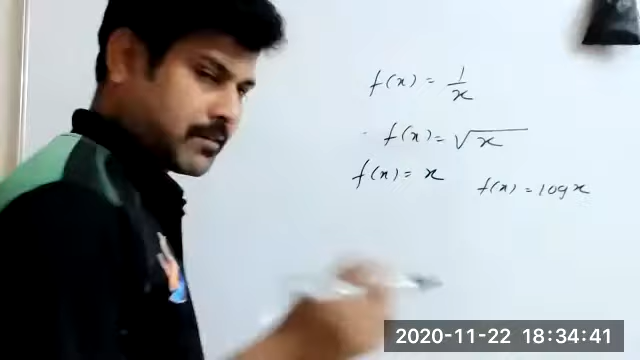 f(x) = 1/x
f(x) = √x
f(x) = x
f(x) = log x
2020-11-22 18:34:41